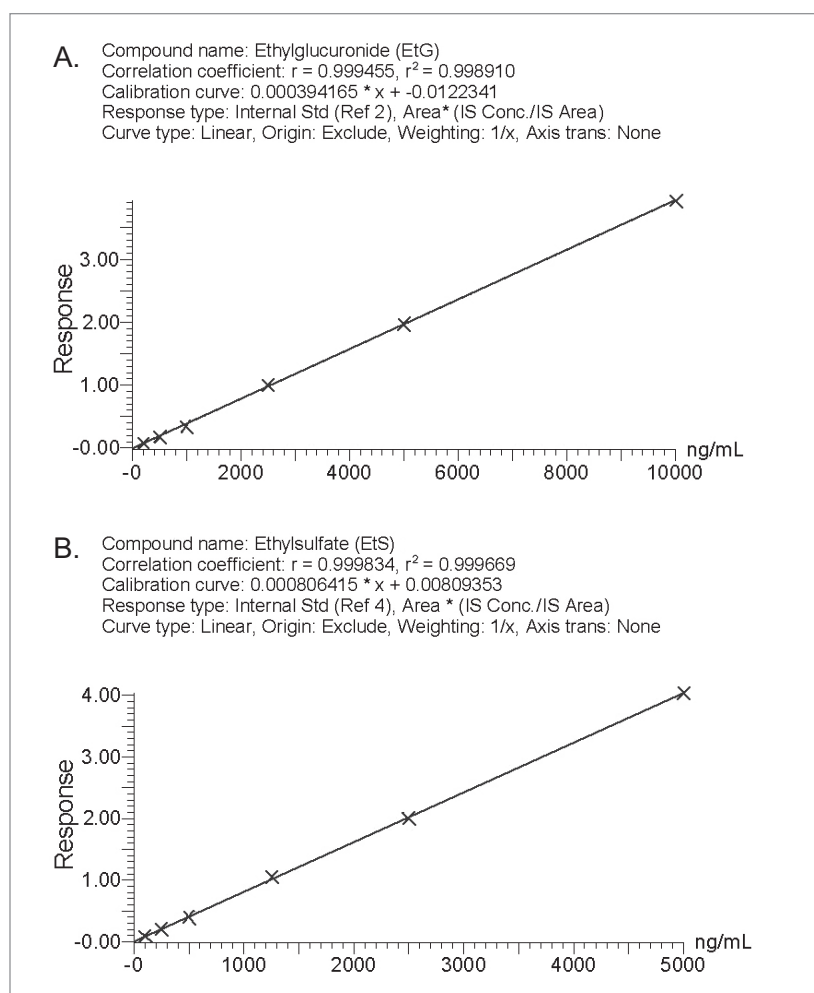 A.
Compound name: Ethylglucuronide (EtG)
Correlation coefficient: r = 0.999455, r² = 0.998910
Calibration curve: 0.000394165 * x + -0.0122341
Response type: Internal Std (Ref 2), Area* (IS Conc./IS Area)
Curve type: Linear, Origin: Exclude, Weighting: 1/x, Axis trans: None
Response
3.00
2.00
1.00
-0.00
-0 2000 4000 6000 8000 10000
ng/mL
B.
Compound name: Ethylsulfate (EtS)
Correlation coefficient: r = 0.999834, r² = 0.999669
Calibration curve: 0.000806415 * x + 0.00809353
Response type: Internal Std (Ref 4), Area * (IS Conc./IS Area)
Curve type: Linear, Origin: Exclude, Weighting: 1/x, Axis trans: None
Response
4.00
3.00
2.00
1.00
-0.00
-0 1000 2000 3000 4000 5000
ng/mL